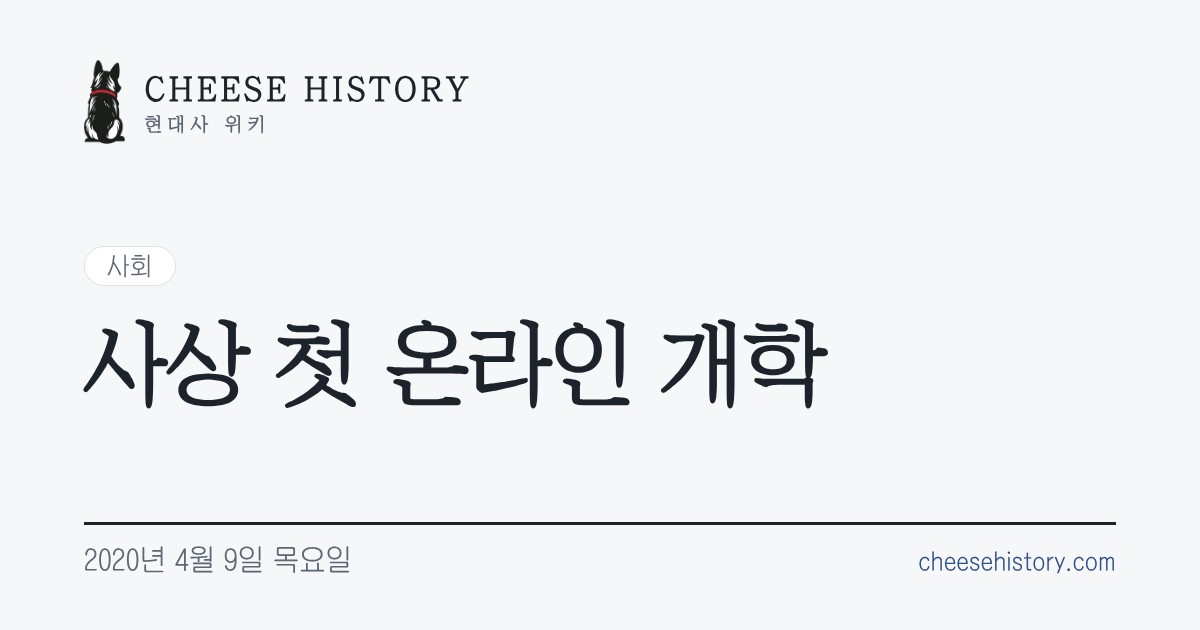 CHEESE HISTORY
현대사 위키
사회
사상 첫 온라인 개학
2020년 4월 9일 목요일
cheesehistory.com